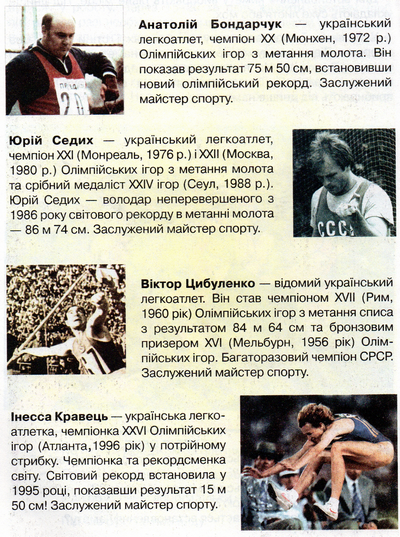 Анатолій Бондарчук — український
легкоатлет, чемпіон XX (Мюнхен, 1972 р.)
Олімпійських ігор з метання молота. Він
показав результат 75 м 50 см, встановивши
новий олімпійський рекорд. Заслужений
майстер спорту.
20
Юрій Седих — український легкоатлет,
чемпіон XXI (Монреаль, 1976 р.) і XXII (Москва,
1980 р.) Олімпійських ігор з метання молота
та срібний медаліст XXIV ігор (Сеул, 1988 р.).
Юрій Седих — володар неперевершеного з
1986 року світового рекорду в метанні молота
— 86 м 74 см. Заслужений майстер спорту.
СССР
Віктор Цибуленко — відомий український
легкоатлет. Він став чемпіоном XVII (Рим,
1960 рік) Олімпійських ігор з метання списа
з результатом 84 м 64 см та бронзовим
призером XVI (Мельбурн, 1956 рік) Олім-
пійських ігор. Багаторазовий чемпіон СРСР.
Заслужений майстер спорту.
Інесса Кравець — українська легко-
атлетка, чемпіонка XXVI Олімпійських
ігор (Атланта,1996 рік) у потрійному
стрибку. Чемпіонка та рекордсменка
світу. Світовий рекорд встановила у
1995 році, показавши результат 15 м
50 см! Заслужений майстер спорту.